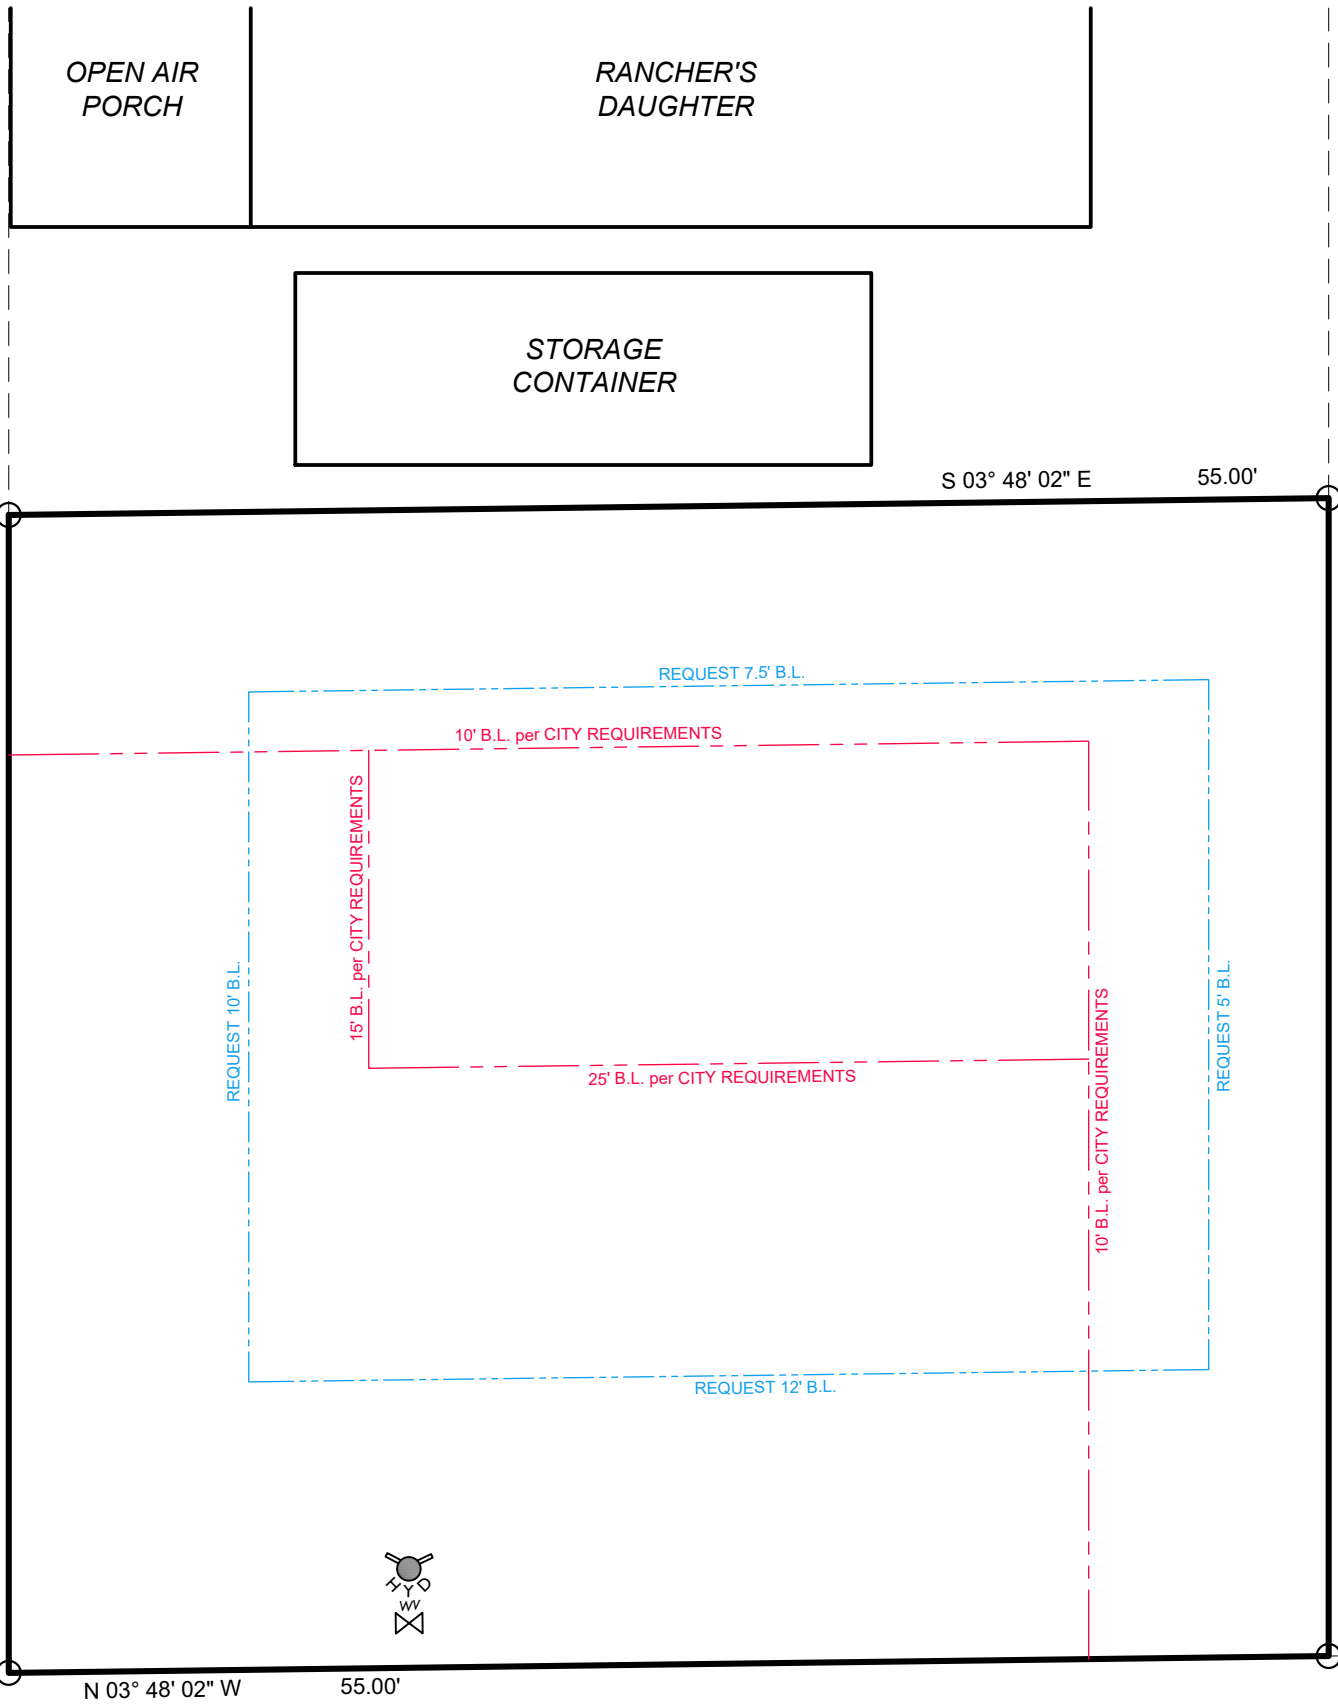 OPEN AIR
PORCH
RANCHER'S
DAUGHTER
STORAGE
CONTAINER
S 03° 48' 02" E
55.00'
REQUEST 7.5' B.L.
10' B.L. per CITY REQUIREMENTS
15' B.L. per CITY REQUIREMENTS
REQUEST 10' B.L.
REQUEST 5' B.L.
10' B.L. per CITY REQUIREMENTS
25' B.L. per CITY REQUIREMENTS
REQUEST 12' B.L.
HYD
WV
N 03° 48' 02" W
55.00'